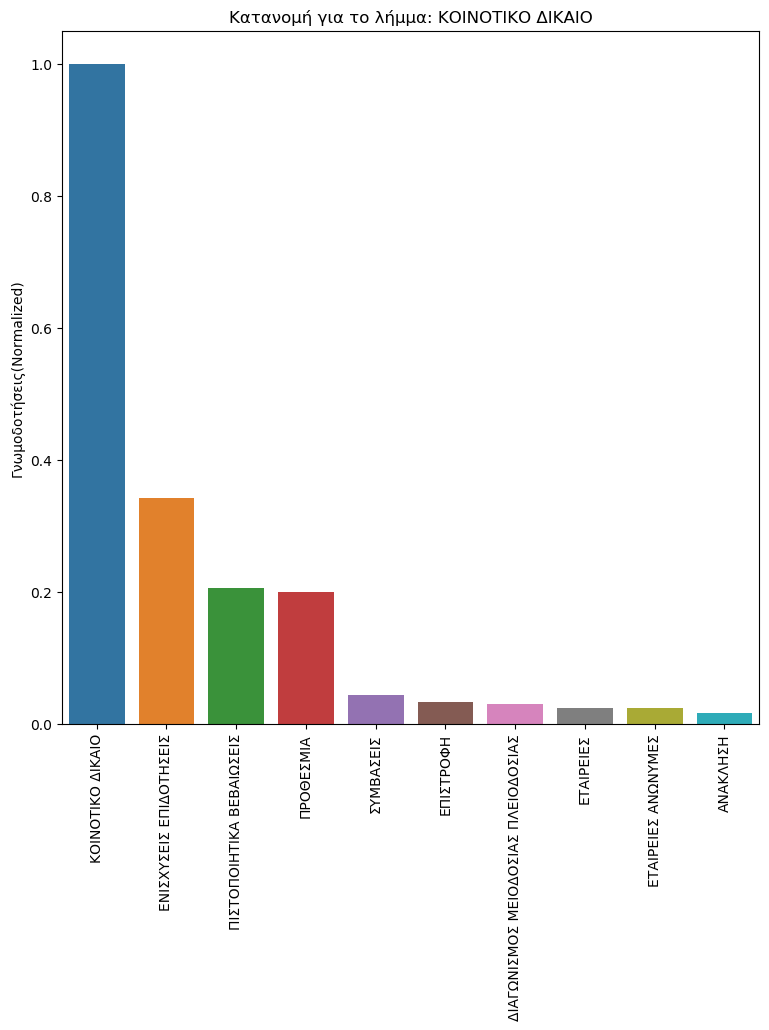 Κατανομή για το λήμμα: ΚΟΙΝΟΤΙΚΟ ΔΙΚΑΙΟ
Γνωμοδοτήσεις(Normalized)
1.0
0.8
0.6
0.4
0.2
0.0
ΚΟΙΝΟΤΙΚΟ ΔΙΚΑΙΟ
ΕΝΙΣΧΥΣΕΙΣ ΕΠΙΔΟΤΗΣΕΙΣ
ΠΙΣΤΟΠΟΙΗΤΙΚΑ ΒΕΒΑΙΩΣΕΙΣ
ΠΡΟΘΕΣΜΙΑ
ΣΥΜΒΑΣΕΙΣ
ΕΠΙΣΤΡΟΦΗ
ΔΙΑΓΩΝΙΣΜΟΣ ΜΕΙΟΔΟΣΙΑΣ ΠΛΕΙΟΔΟΣΙΑΣ
ΕΤΑΙΡΕΙΕΣ
ΕΤΑΙΡΕΙΕΣ ΑΝΩΝΥΜΕΣ
ΑΝΑΚΛΗΣΗ